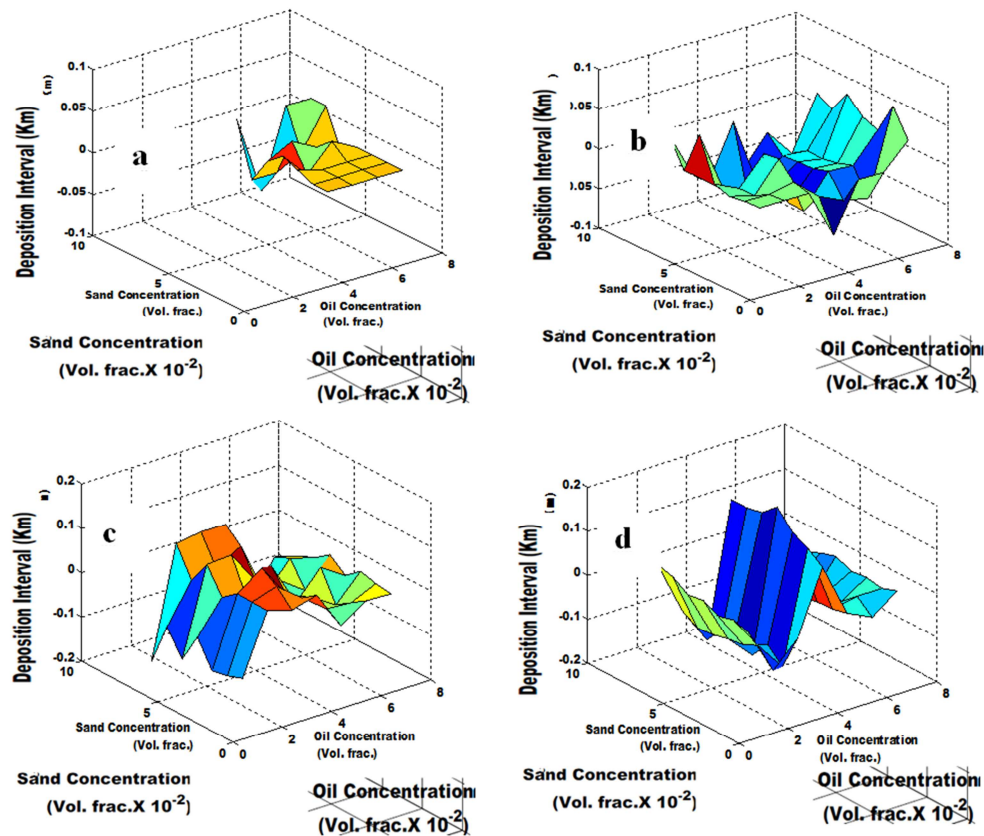 a
Deposition Interval (Km)
(m)
0.1
0.05
0
-0.05
-0.1
10
5
0
0
2
4
6
8
Sand Concentration
(Vol. frac.)
Oil Concentration
(Vol. frac.)
Sand Concentration
(Vol. frac.X 10-2)
Oil Concentration
(Vol. frac.X 10-2)
b
Deposition Interval (Km)
)
0.1
0.05
0
0.05
-0.1
10
5
0
0
2
4
6
8
Sand Concentration
(Vol. frac.)
Oil Concentration
(Vol. frac.)
Sand Concentration
(Vol. frac.X 10-2)
Oil Concentration
(Vol. frac.X 10-2)
c
Deposition Interval (Km)
0.2
0.1
0
-0.1
-0.2
10
5
0
0
2
4
6
8
Sand Concentration
(Vol. frac.)
Oil Concentration
(Vol. frac.)
Sand Concentration
(Vol. frac.X 10-2)
Oil Concentration
(Vol. frac.X 10-2)
d
Deposition Interval (Km)
0.2
0.1
0
-0.1
-0.2
10
5
0
0
2
4
6
8
Sand Concentration
(Vol. frac.)
Oil Concentration
(Vol. frac.)
Sand Concentration
(Vol. frac.X 10-2)
Oil Concentration
(Vol. frac.X 10-2)